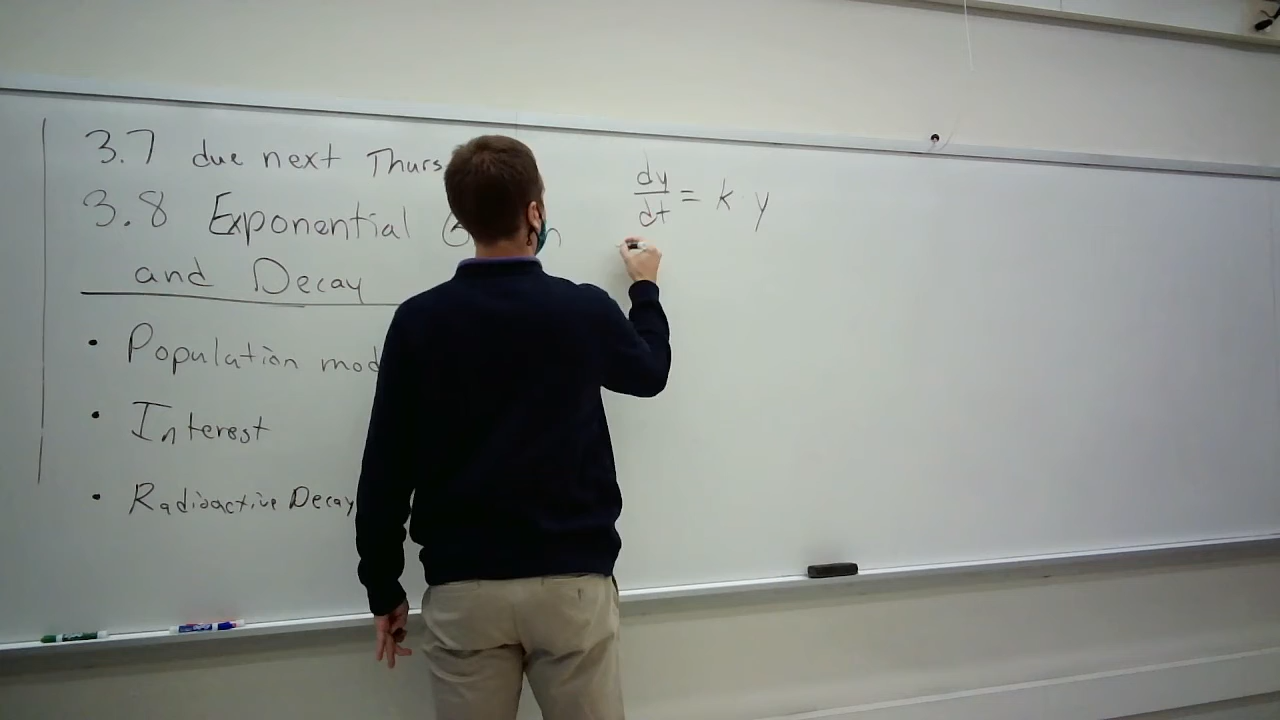 3.7 due next Thurs
3.8 Exponential
and Decay
• Population mod
• Interest
• Radioactive Decay
dy/dt = k · y